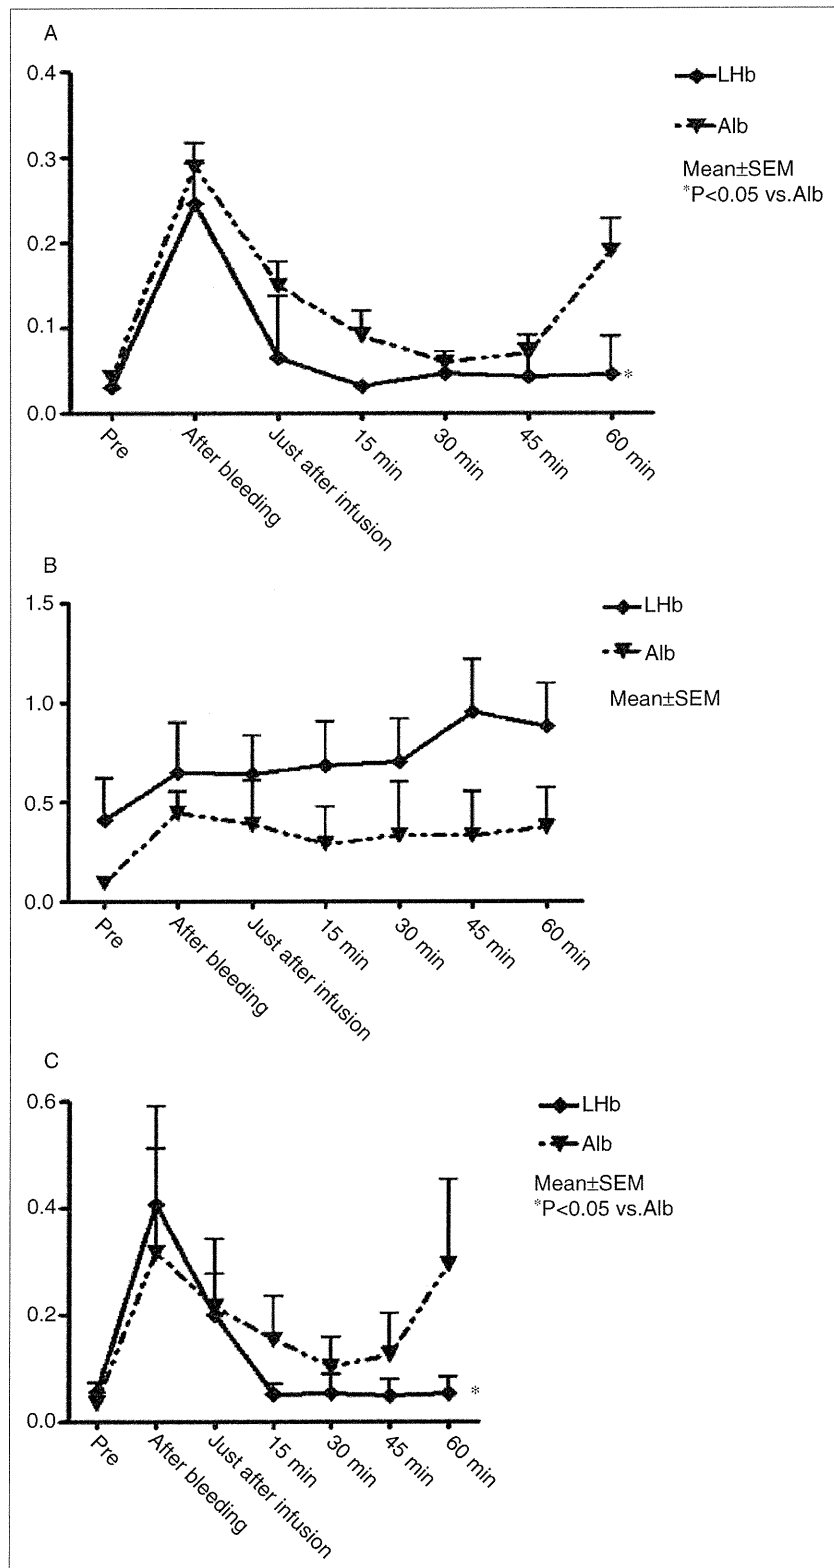 A
0.4
0.3
0.2
0.1
0.0
Pre
After bleeding
Just after infusion
15 min
30 min
45 min
60 min
LHb
Alb
Mean±SEM
*P<0.05 vs.Alb
*
B
1.5
1.0
0.5
0.0
Pre
After bleeding
Just after infusion
15 min
30 min
45 min
60 min
LHb
Alb
Mean±SEM
C
0.6
0.4
0.2
0.0
Pre
After bleeding
Just after infusion
15 min
30 min
45 min
60 min
LHb
Alb
Mean±SEM
*P<0.05 vs.Alb
*